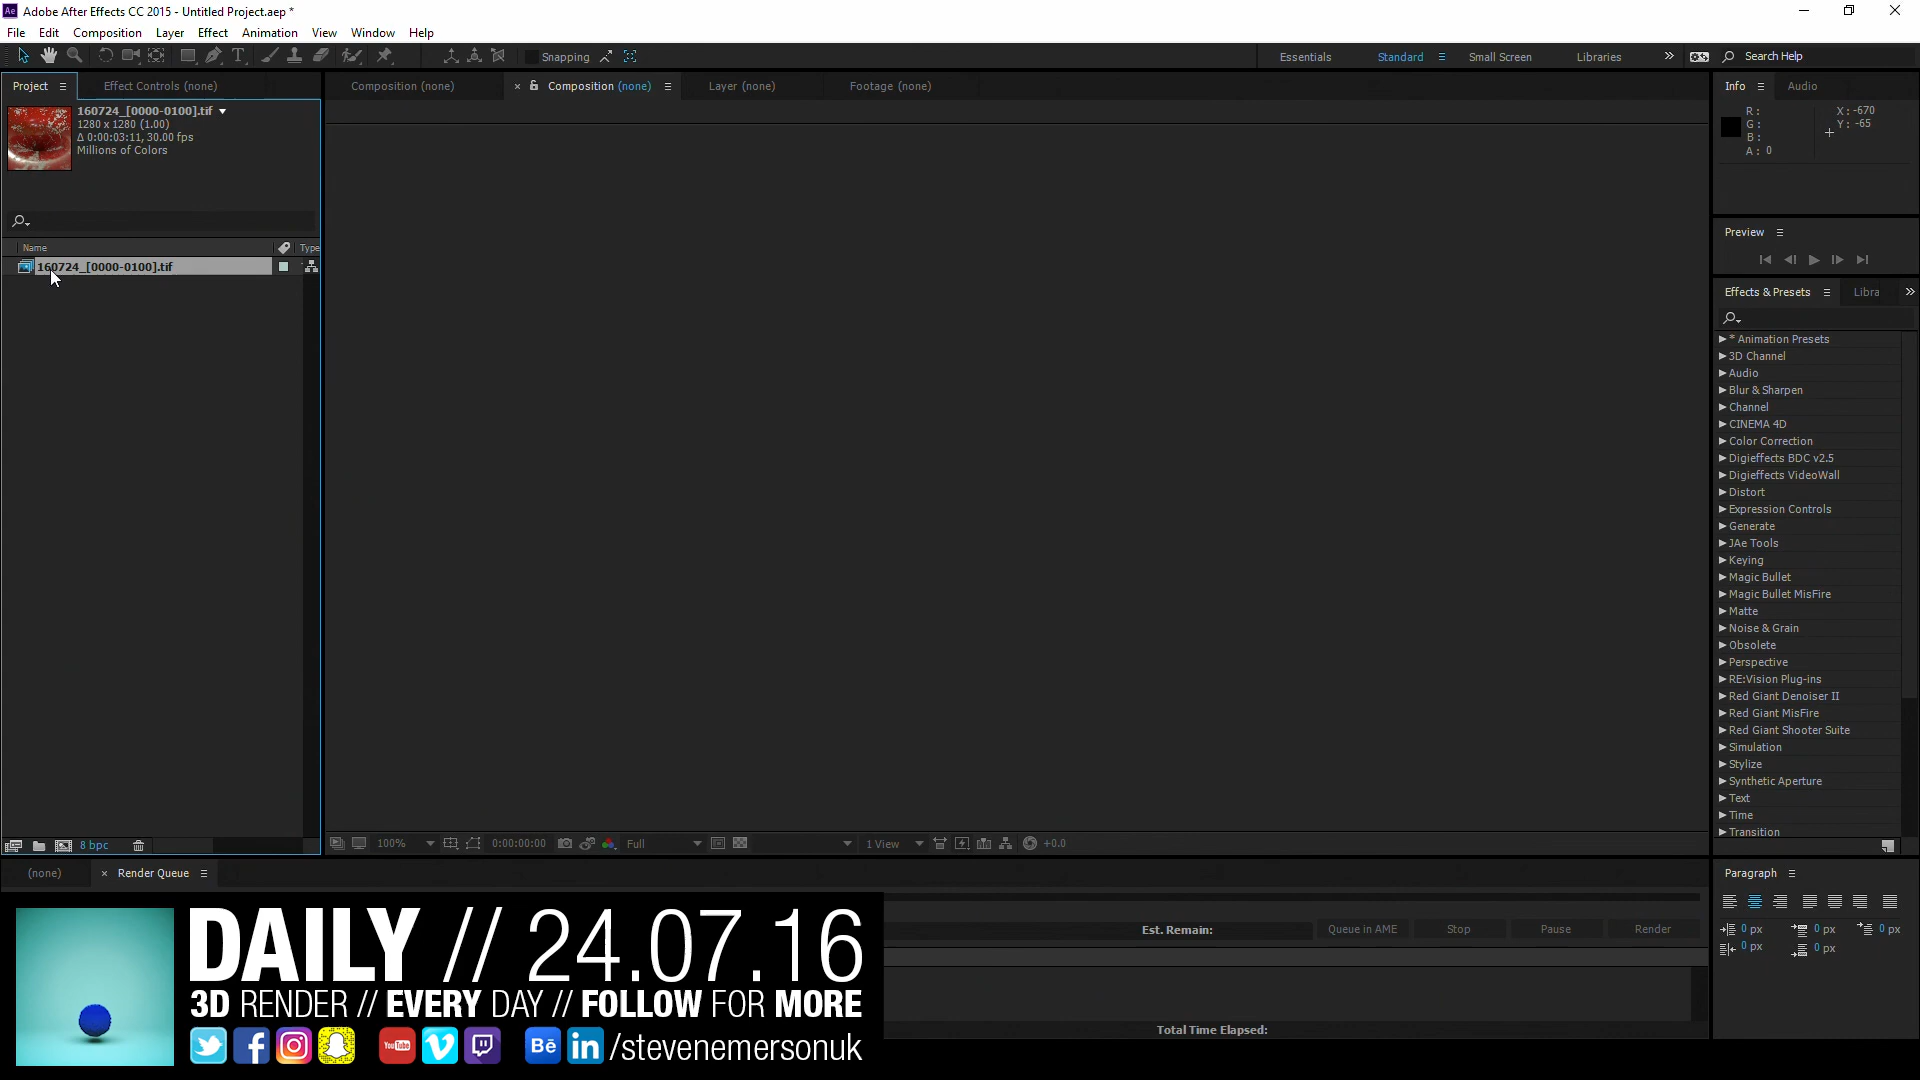 Adobe After Effects CC 2015 - Untitled Project.aep *
File Edit Composition Layer Effect Animation View Window Help
Snapping
Essentials Standard Small Screen Libraries Search Help
Project Effect Controls (none)
160724_[0000-0100].tif
1280 x 1280 (1.00)
Δ 0:00:03:11, 30.00 fps
Millions of Colors
Name Type
160724_[0000-0100].tif
8 bpc
Composition (none) Composition (none) Layer (none) Footage (none)
100% 0:00:00:00 Full 1 View +0.0
Info Audio
R: X: -670
G: Y: -65
B:
A: 0
Preview
Effects & Presets Libra
* Animation Presets
3D Channel
Audio
Blur & Sharpen
Channel
CINEMA 4D
Color Correction
Digieffects BDC v2.5
Digieffects VideoWall
Distort
Expression Controls
Generate
JAe Tools
Keying
Magic Bullet
Magic Bullet MisFire
Matte
Noise & Grain
Obsolete
Perspective
RE:Vision Plug-ins
Red Giant Denoiser II
Red Giant MisFire
Red Giant Shooter Suite
Simulation
Stylize
Synthetic Aperture
Text
Time
Transition
(none) Render Queue
Est. Remain: Queue in AME Stop Pause Render
Total Time Elapsed:
Paragraph
0 px 0 px 0 px
0 px 0 px
DAILY // 24.07.16
3D RENDER // EVERY DAY // FOLLOW FOR MORE
You Tube Bē in /stevenemersonuk